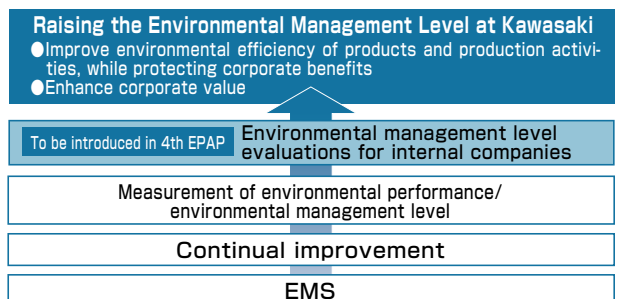 Raising the Environmental Management Level at Kawasaki
●Improve environmental efficiency of products and production activi-
ties, while protecting corporate benefits
●Enhance corporate value
To be introduced in 4th EPAP
Environmental management level
evaluations for internal companies
Measurement of environmental performance/
environmental management level
Continual improvement
EMS